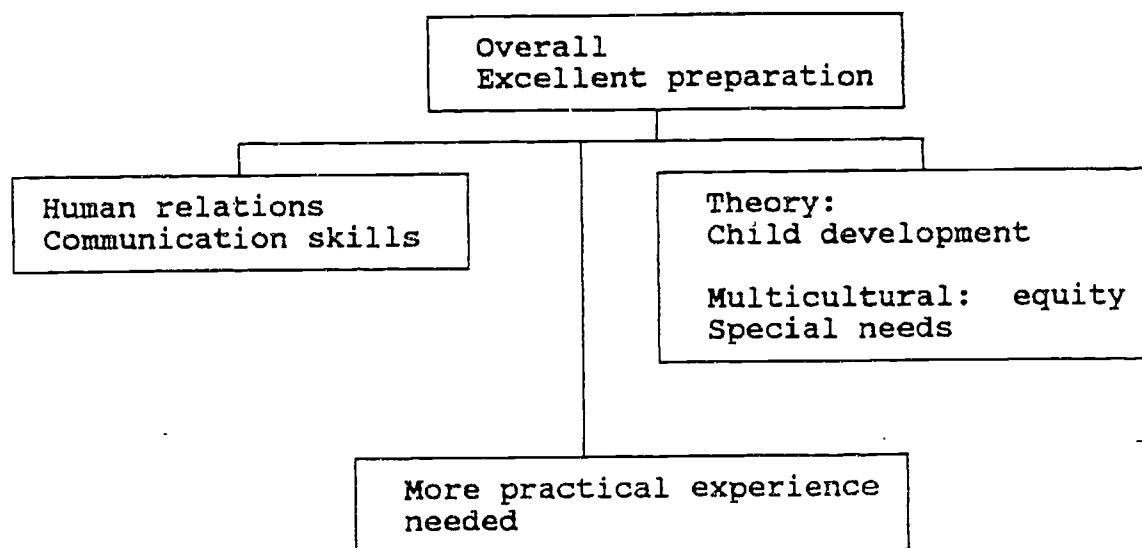 Overall
Excellent preparation
Human relations
Communication skills
Theory:
Child development
Multicultural: equity
Special needs
More practical experience
needed